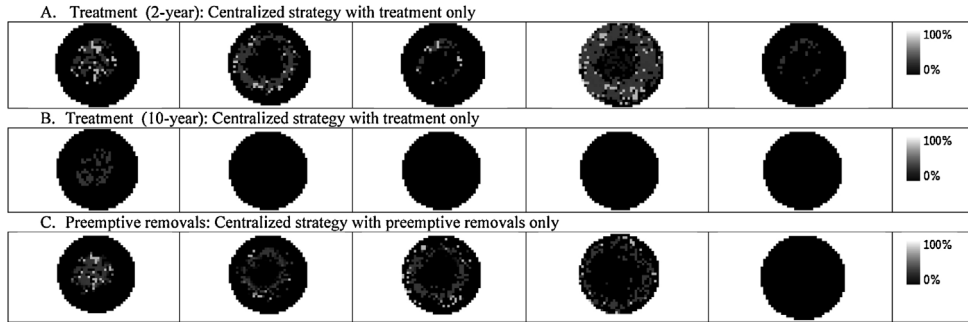 A. Treatment (2-year): Centralized strategy with treatment only
100%
0%
B. Treatment (10-year): Centralized strategy with treatment only
100%
0%
C. Preemptive removals: Centralized strategy with preemptive removals only
100%
0%